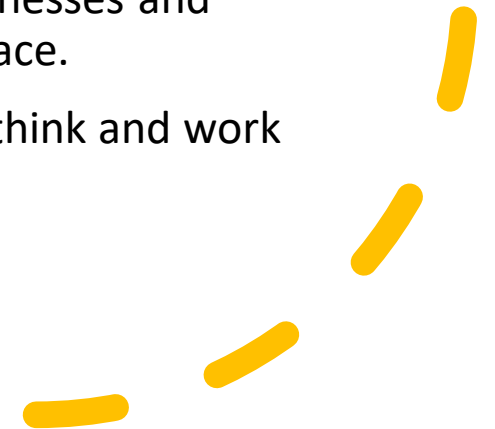 nesses and
ace.
think and work